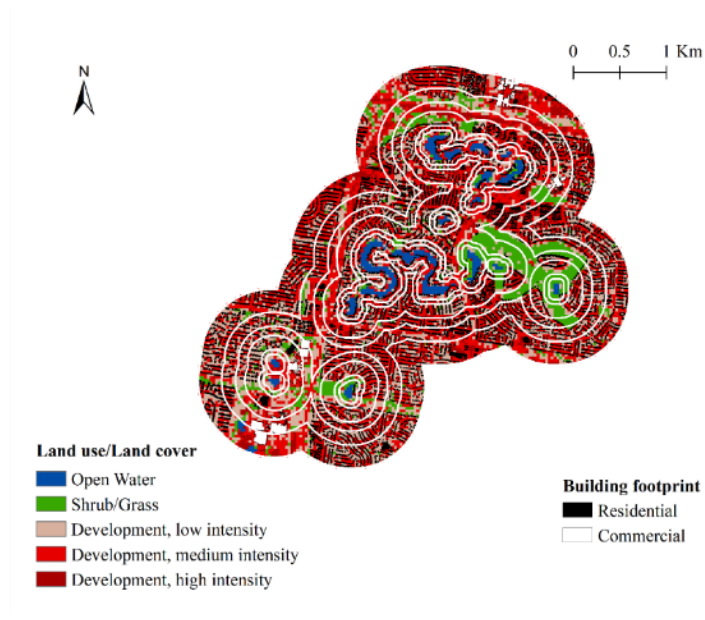 N
0 0.5 1 Km
Land use/Land cover
Open Water
Shrub/Grass
Development, low intensity
Development, medium intensity
Development, high intensity
Building footprint
Residential
Commercial